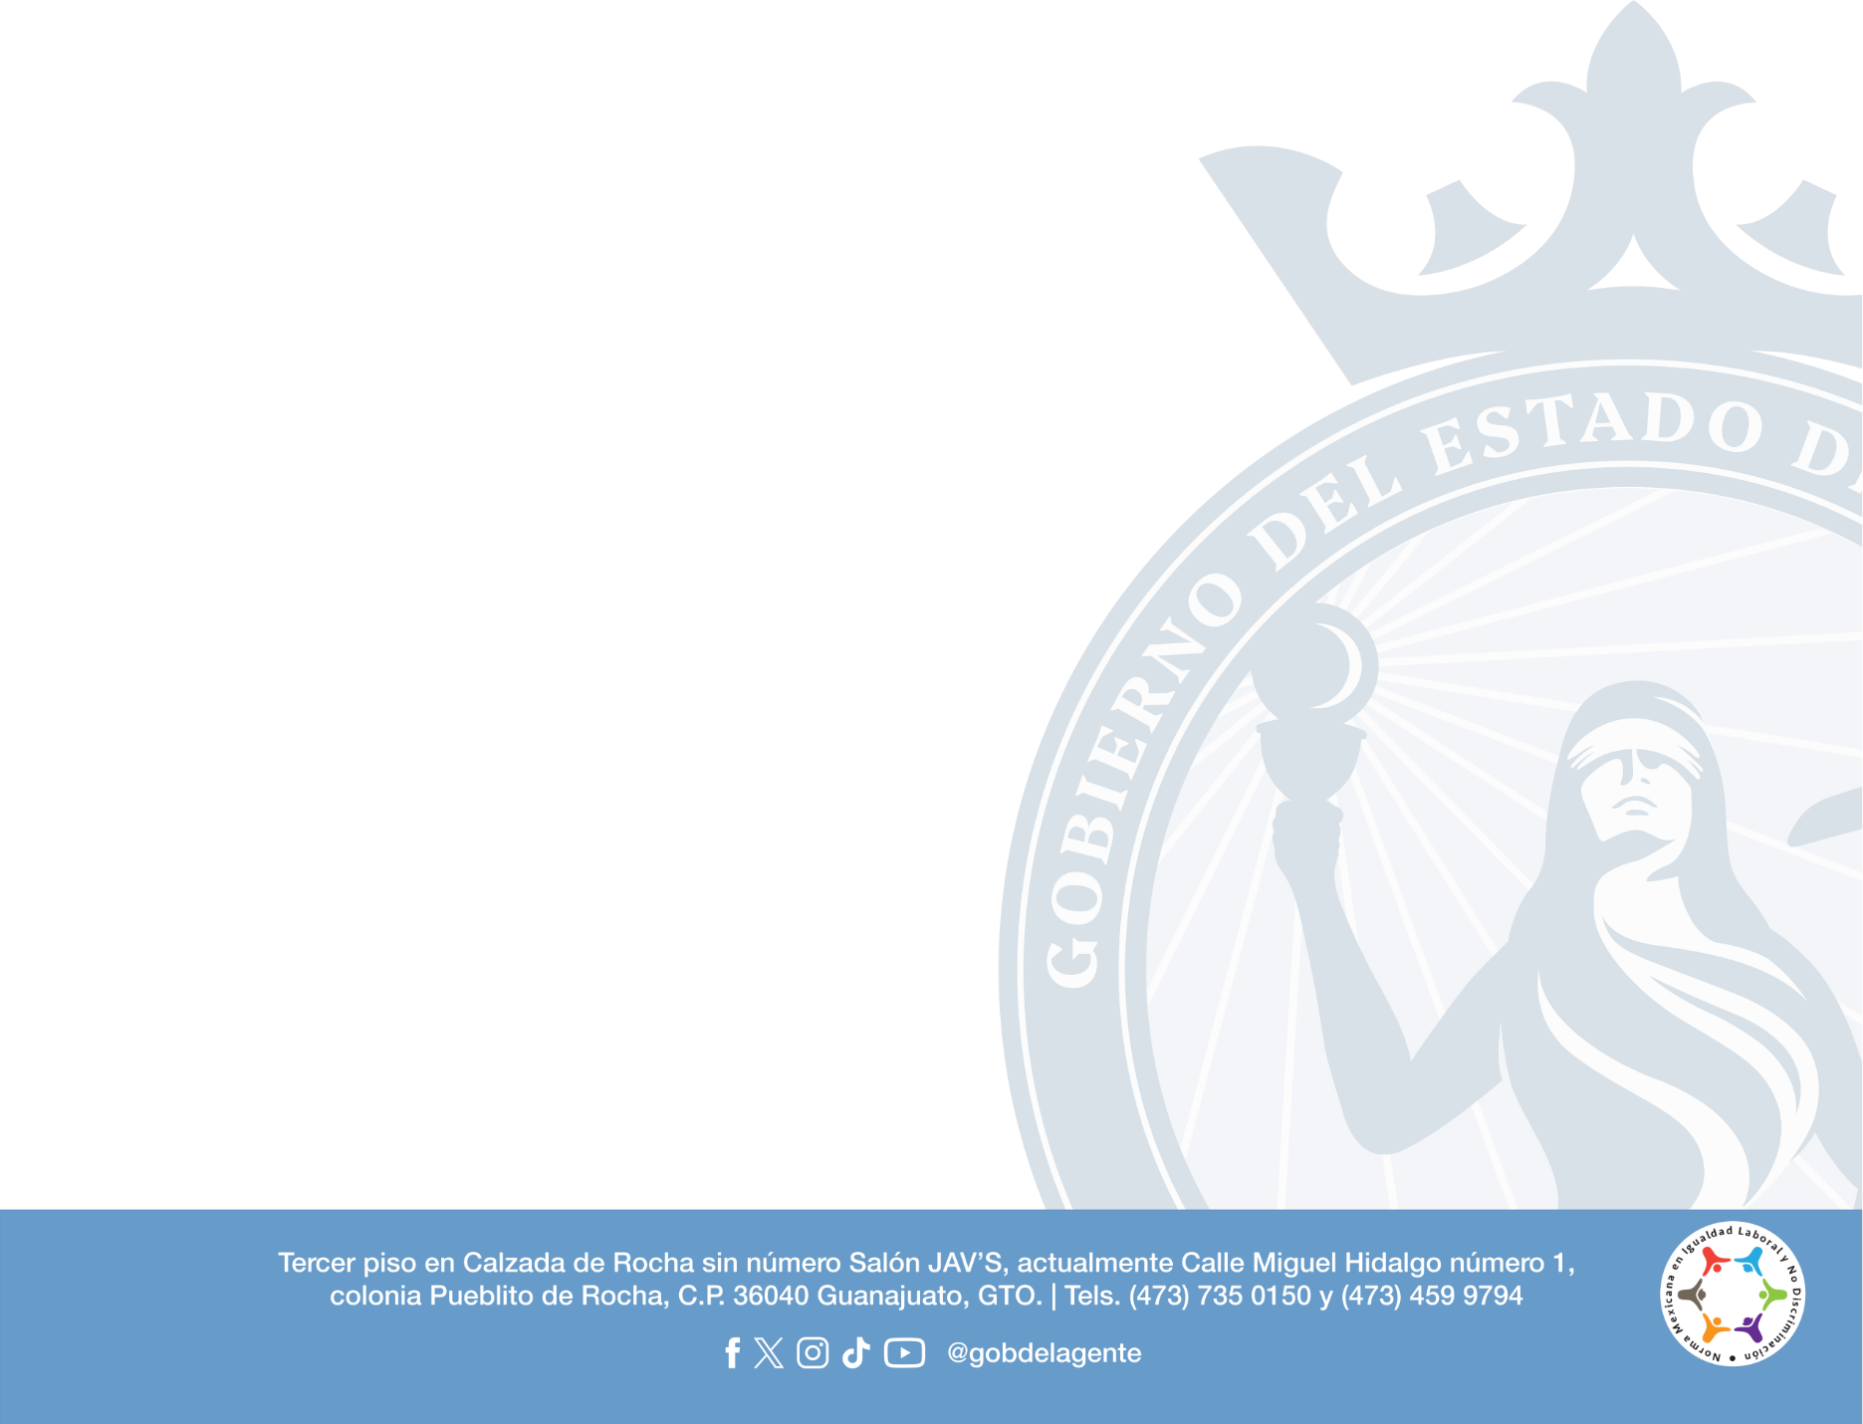 GOBIERNO DEL ESTADO D
Tercer piso en Calzada de Rocha sin número Salón JAV’S, actualmente Calle Miguel Hidalgo número 1,
colonia Pueblito de Rocha, C.P. 36040 Guanajuato, GTO. | Tels. (473) 735 0150 y (473) 459 9794
@gobdelagente
Norma Mexicana en Igualdad Laboral y No Discriminación •